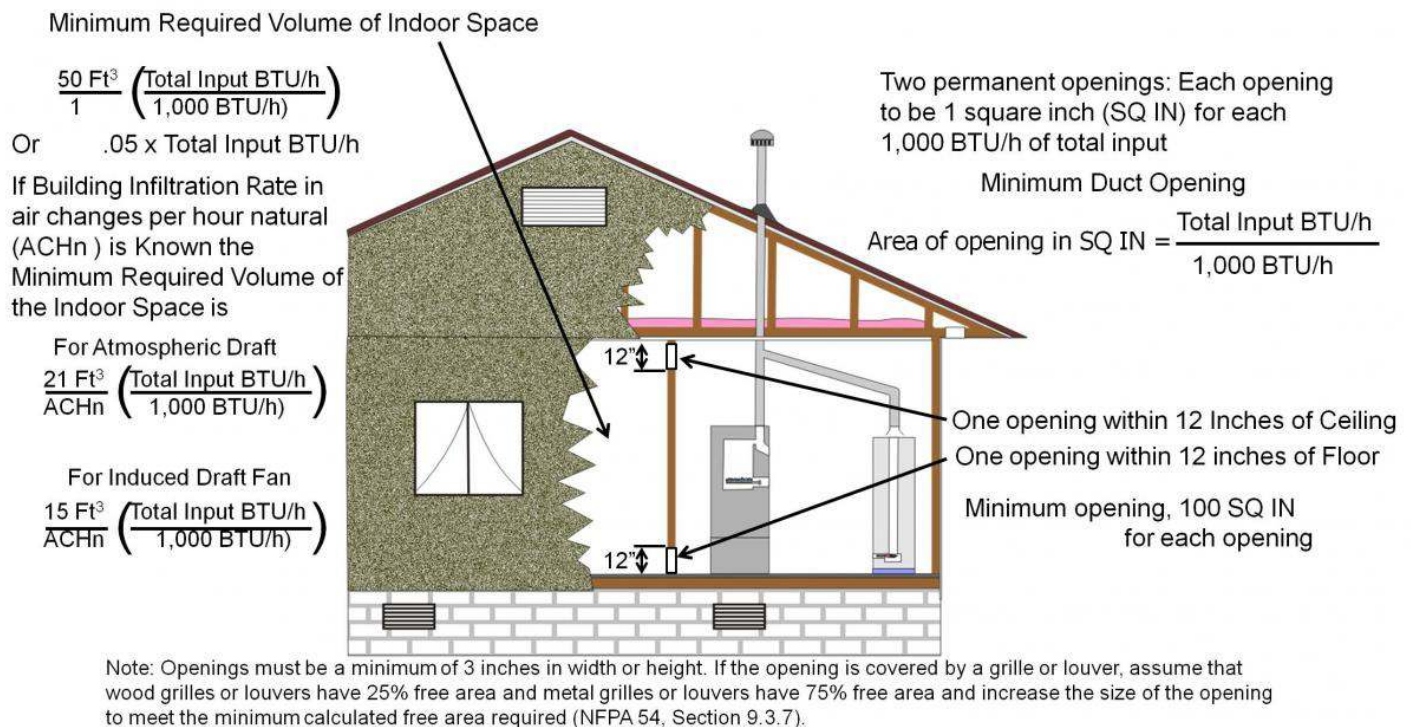 Minimum Required Volume of Indoor Space
50 Ft³
1
(Total Input BTU/h
1,000 BTU/h)
)
Or .05 x Total Input BTU/h
If Building Infiltration Rate in
air changes per hour natural
(ACHn ) is Known the
Minimum Required Volume of
the Indoor Space is
For Atmospheric Draft
21 Ft³
ACHn
(Total Input BTU/h
1,000 BTU/h)
)
For Induced Draft Fan
15 Ft³
ACHn
(Total Input BTU/h
1,000 BTU/h)
)
12"
12"
Two permanent openings: Each opening
to be 1 square inch (SQ IN) for each
1,000 BTU/h of total input
Minimum Duct Opening
Area of opening in SQ IN = Total Input BTU/h
1,000 BTU/h
One opening within 12 Inches of Ceiling
One opening within 12 inches of Floor
Minimum opening, 100 SQ IN
for each opening
Note: Openings must be a minimum of 3 inches in width or height. If the opening is covered by a grille or louver, assume that
wood grilles or louvers have 25% free area and metal grilles or louvers have 75% free area and increase the size of the opening
to meet the minimum calculated free area required (NFPA 54, Section 9.3.7).